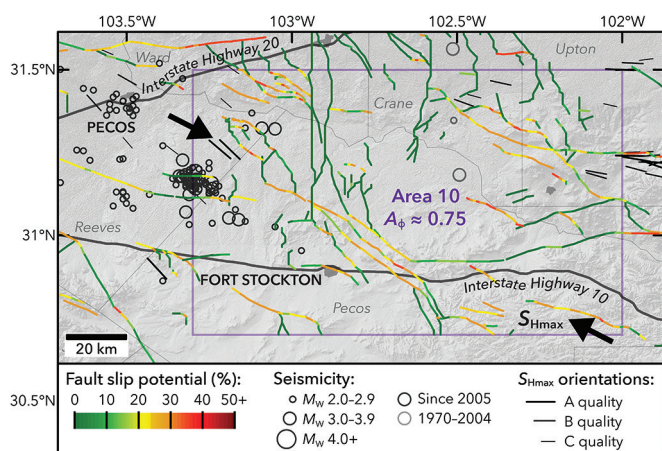 103.5°W
103°W
102.5°W
102°W
Ward
Interstate Highway 20
Upton
31.5°N
Crane
PECOS
Area 10
Aϕ ≈ 0.75
Reeves
31°N
FORT STOCKTON
Interstate Highway 10
Pecos
SHmax
20 km
30.5°N
Fault slip potential (%):
0 10 20 30 40 50+
Seismicity:
Mw 2.0-2.9
Mw 3.0-3.9
Mw 4.0+
Since 2005
1970-2004
SHmax orientations:
A quality
B quality
C quality